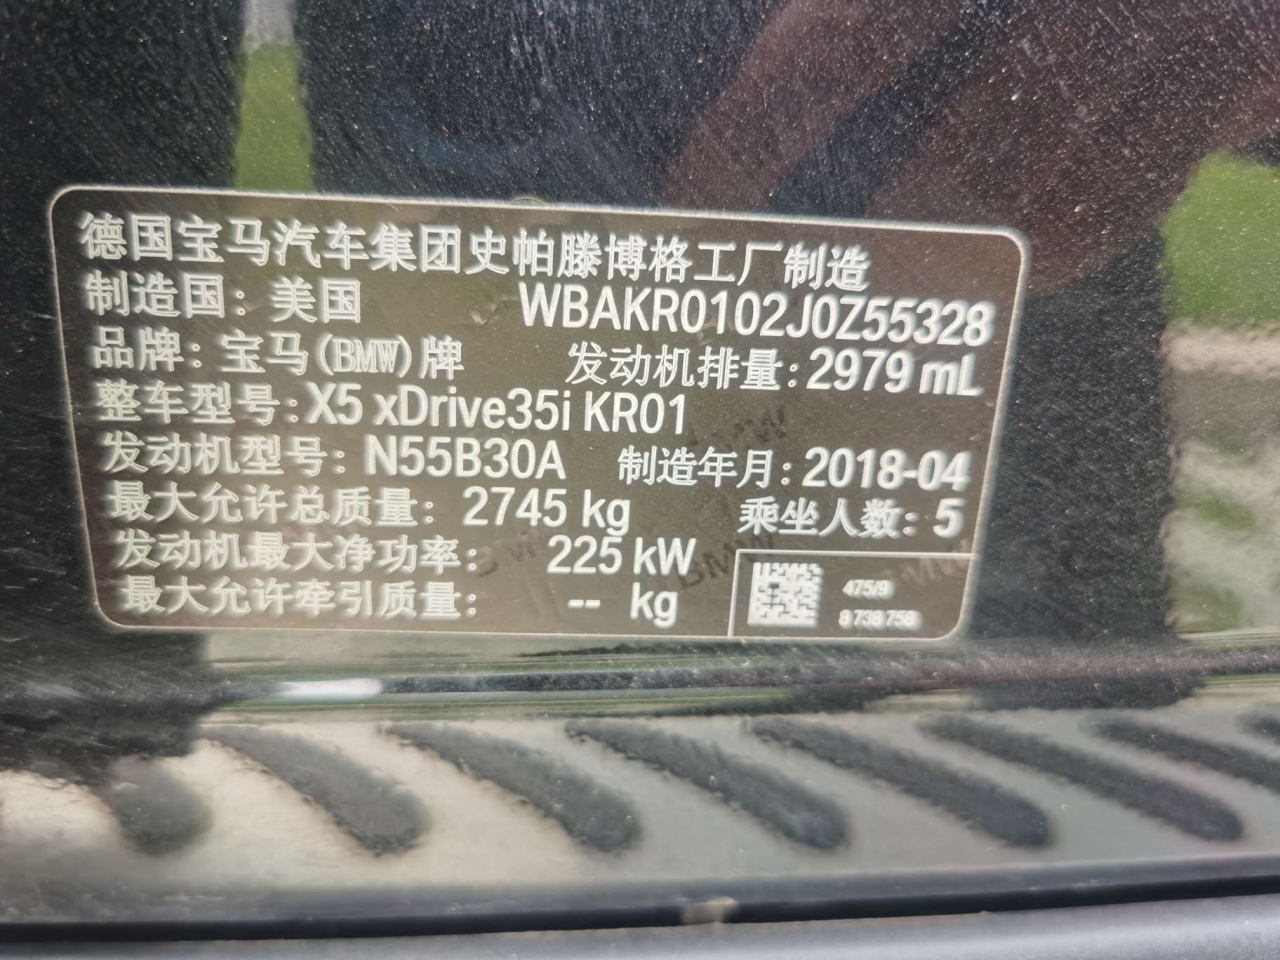 德国宝马汽车集团史帕滕博格工厂制造
制造国：美国 WBAKR0102J0Z55328
品牌：宝马(BMW)牌 发动机排量：2979 mL
整车型号：X5 xDrive35i KR01
发动机型号：N55B30A 制造年月：2018-04
最大允许总质量：2745 kg 乘坐人数：5
发动机最大净功率：225 kW
最大允许牵引质量：-- kg
475/9
8 738 758